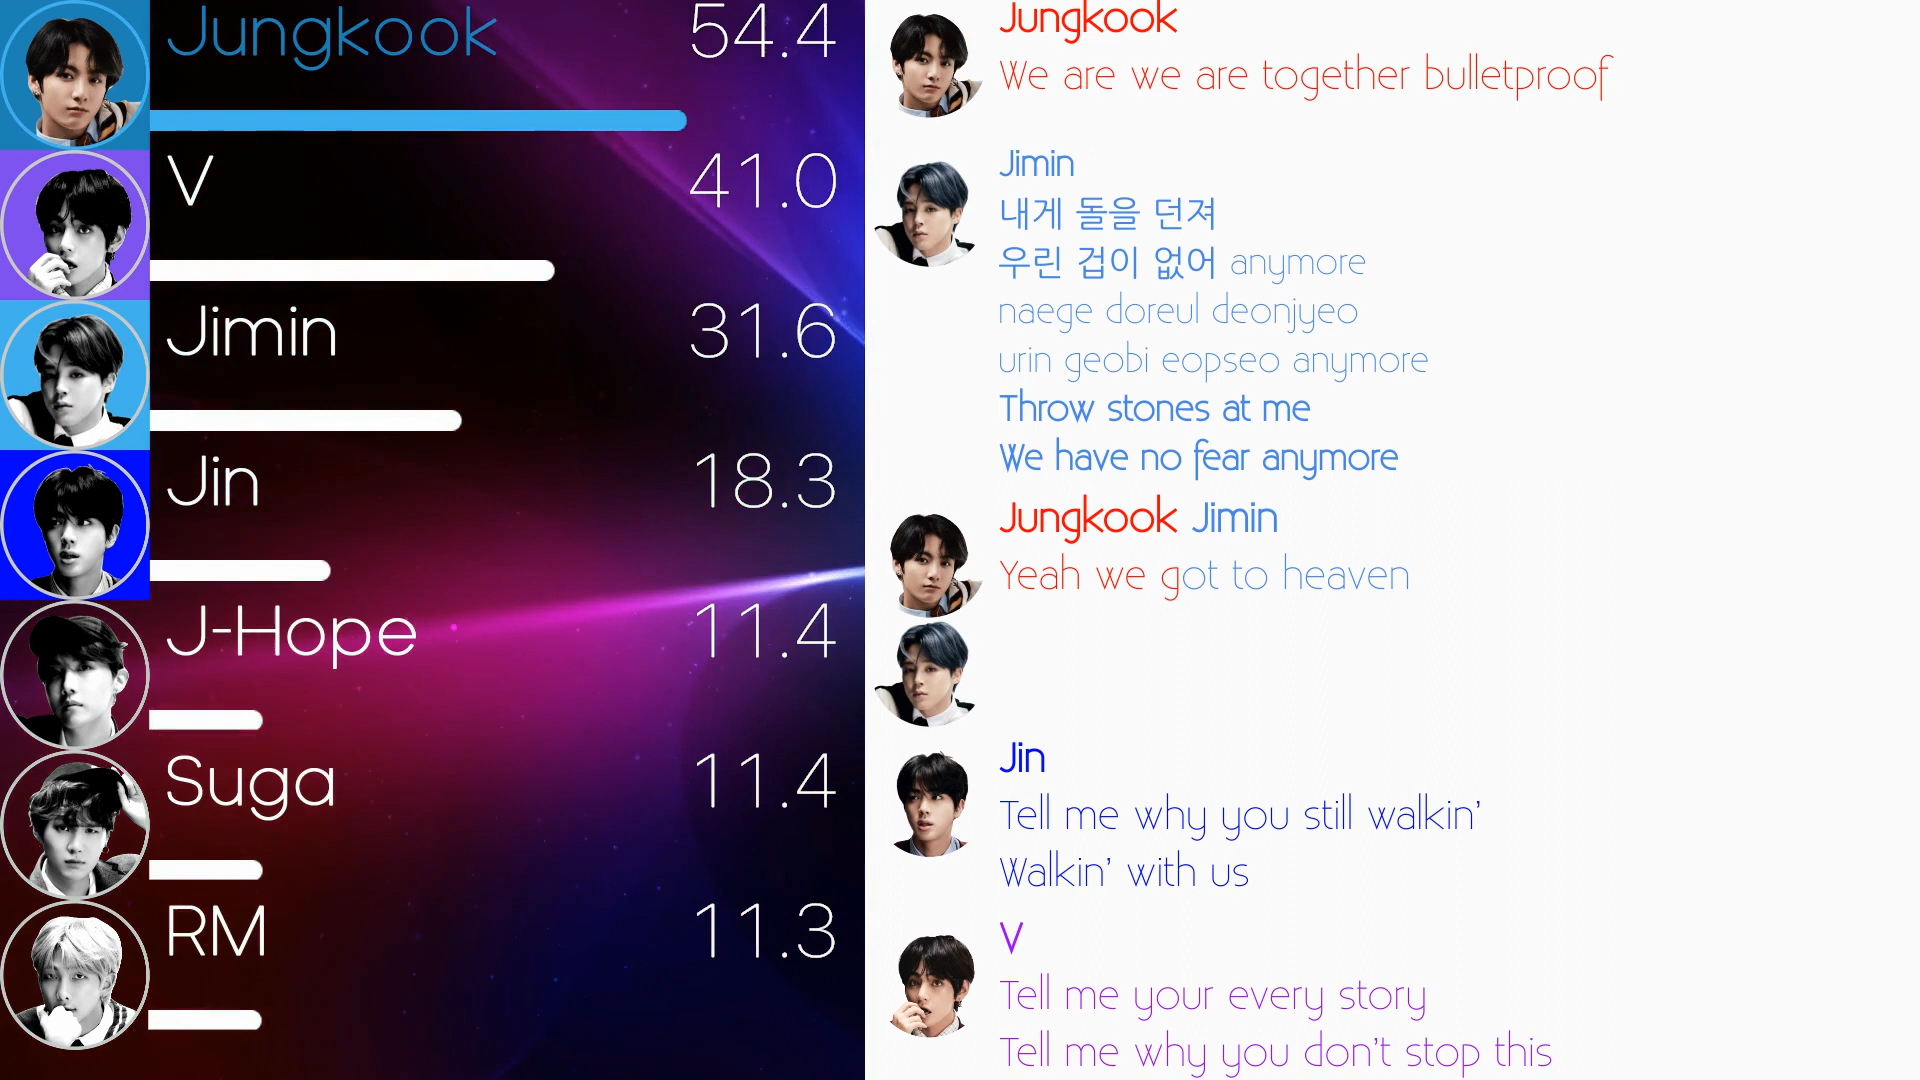 Jungkook 54.4
V 41.0
Jimin 31.6
Jin 18.3
J-Hope 11.4
Suga 11.4
RM 11.3
Jungkook
We are we are together bulletproof
Jimin
내게 돌을 던져
우린 겁이 없어 anymore
naege doreul deonjyeo
urin geobi eopseo anymore
Throw stones at me
We have no fear anymore
Jungkook Jimin
Yeah we got to heaven
Jin
Tell me why you still walkin'
Walkin' with us
V
Tell me your every story
Tell me why you don't stop this